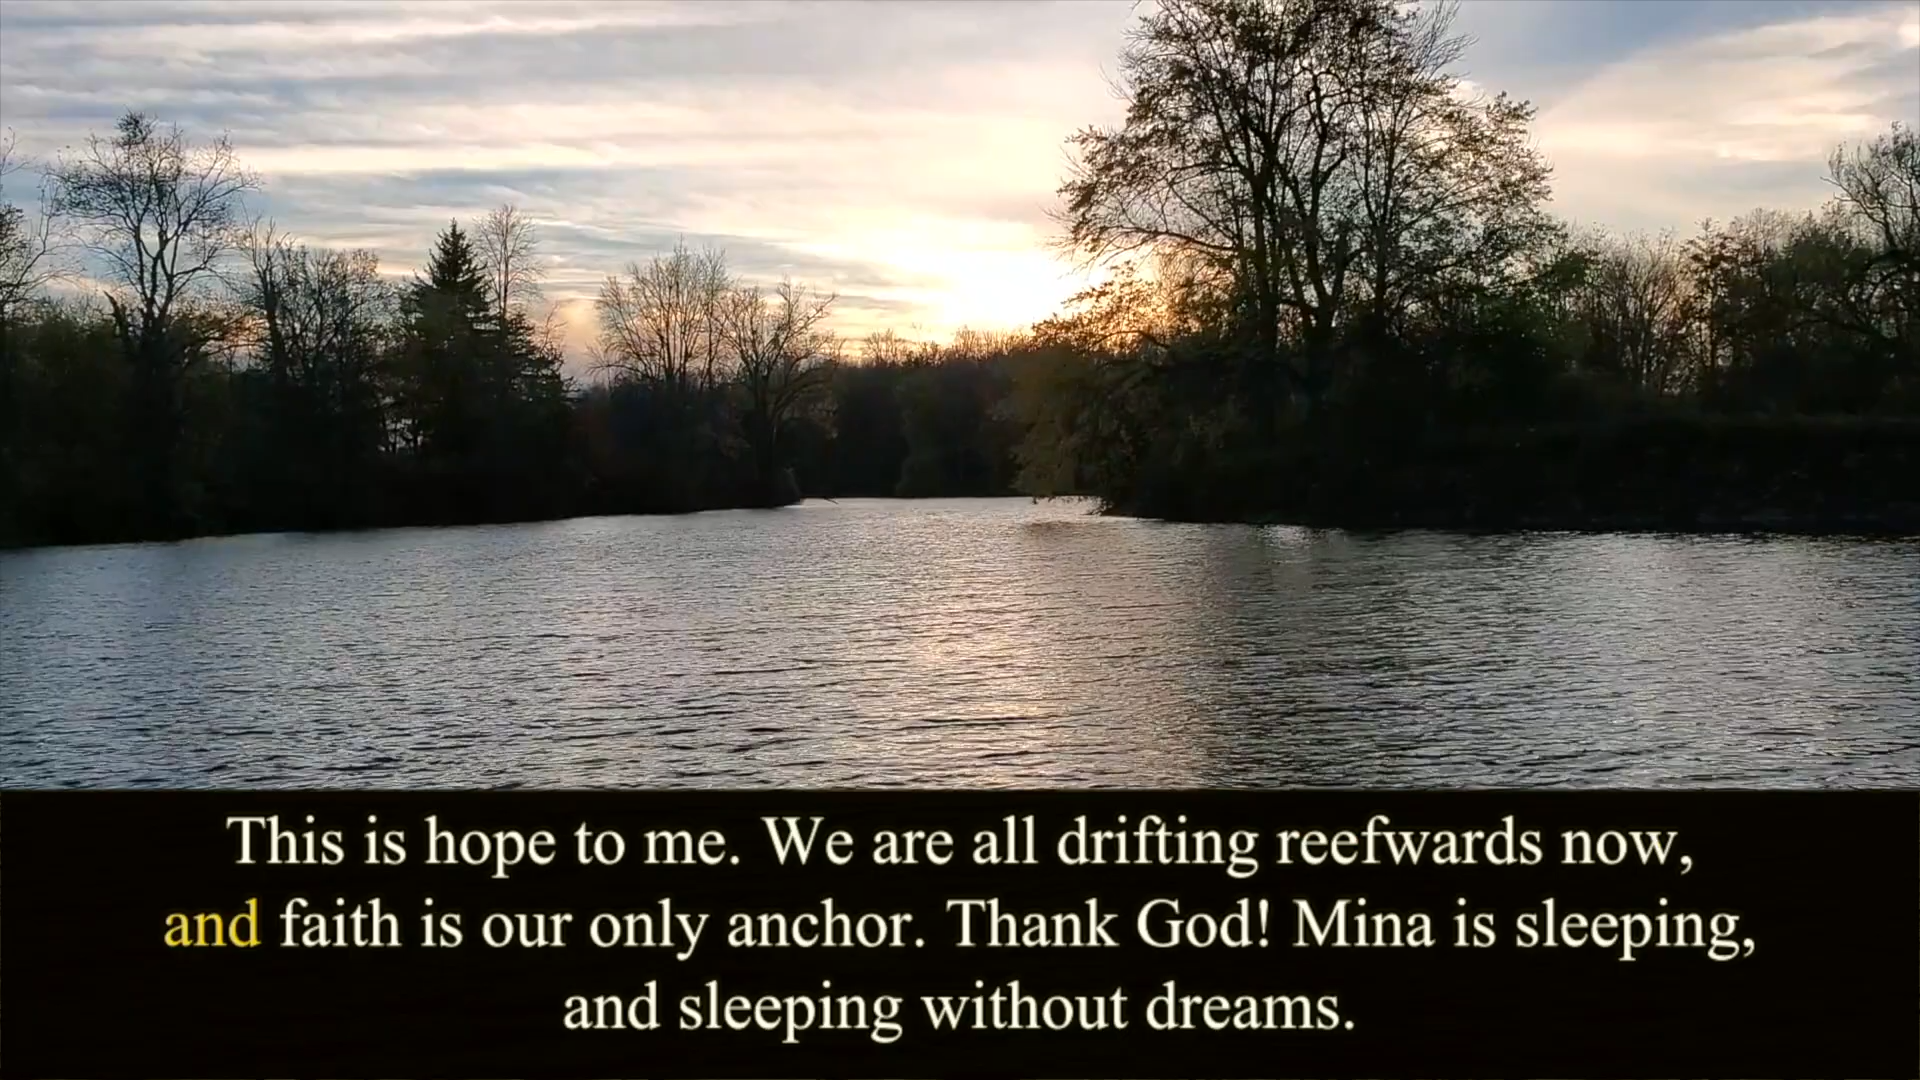 This is hope to me. We are all drifting reefwards now,
and faith is our only anchor. Thank God! Mina is sleeping,
and sleeping without dreams.